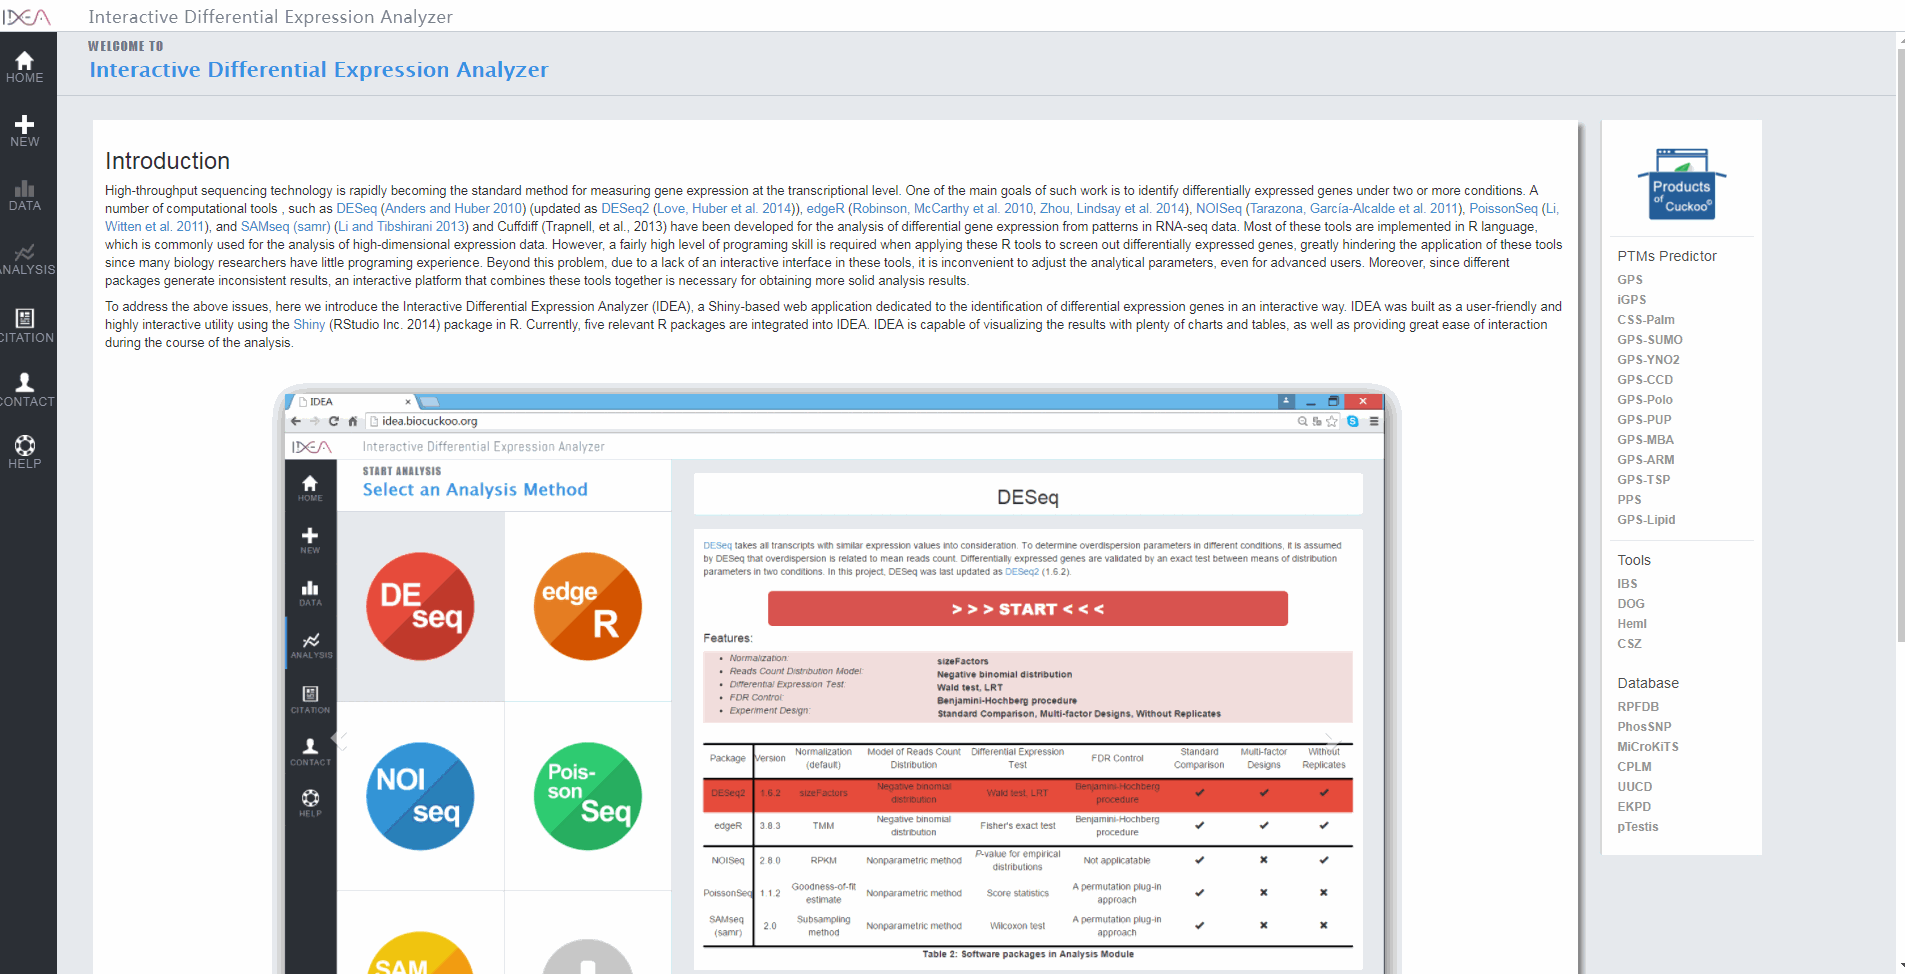 IDEA Interactive Differential Expression Analyzer
WELCOME TO
Interactive Differential Expression Analyzer
HOME
NEW
DATA
ANALYSIS
CITATION
CONTACT
HELP
Introduction
High-throughput sequencing technology is rapidly becoming the standard method for measuring gene expression at the transcriptional level. One of the main goals of such work is to identify differentially expressed genes under two or more conditions. A
number of computational tools , such as DESeq (Anders and Huber 2010) (updated as DESeq2 (Love, Huber et al. 2014)), edgeR (Robinson, McCarthy et al. 2010, Zhou, Lindsay et al. 2014), NOISeq (Tarazona, García-Alcalde et al. 2011), PoissonSeq (Li,
Witten et al. 2011), and SAMseq (samr) (Li and Tibshirani 2013) and Cuffdiff (Trapnell, et al., 2013) have been developed for the analysis of differential gene expression from patterns in RNA-seq data. Most of these tools are implemented in R language,
which is commonly used for the analysis of high-dimensional expression data. However, a fairly high level of programing skill is required when applying these R tools to screen out differentially expressed genes, greatly hindering the application of these tools
since many biology researchers have little programing experience. Beyond this problem, due to a lack of an interactive interface in these tools, it is inconvenient to adjust the analytical parameters, even for advanced users. Moreover, since different
packages generate inconsistent results, an interactive platform that combines these tools together is necessary for obtaining more solid analysis results.
To address the above issues, here we introduce the Interactive Differential Expression Analyzer (IDEA), a Shiny-based web application dedicated to the identification of differential expression genes in an interactive way. IDEA was built as a user-friendly and
highly interactive utility using the Shiny (RStudio Inc. 2014) package in R. Currently, five relevant R packages are integrated into IDEA. IDEA is capable of visualizing the results with plenty of charts and tables, as well as providing great ease of interaction
during the course of the analysis.
IDEA
idea.biocuckoo.org
IDEA Interactive Differential Expression Analyzer
START ANALYSIS
Select an Analysis Method
HOME
NEW
DATA
ANALYSIS
CITATION
CONTACT
HELP
DE seq
edge R
NOI seq
Pois-son Seq
SAM
DESeq
DESeq takes all transcripts with similar expression values into consideration. To determine overdispersion parameters in different conditions, it is assumed
by DESeq that overdispersion is related to mean reads count. Differentially expressed genes are validated by an exact test between means of distribution
parameters in two conditions. In this project, DESeq was last updated as DESeq2 (1.6.2).
> > > START < < <
Features:
• Normalization: sizeFactors
• Reads Count Distribution Model: Negative binomial distribution
• Differential Expression Test: Wald test, LRT
• FDR Control: Benjamini-Hochberg procedure
• Experiment Design: Standard Comparison, Multi-factor Designs, Without Replicates
Package Version Normalization (default) Model of Reads Count Distribution Differential Expression Test FDR Control Standard Comparison Multi-factor Designs Without Replicates
DESeq2 1.6.2 sizeFactors Negative binomial distribution Wald test, LRT Benjamini-Hochberg procedure ✔ ✔ ✔
edgeR 3.8.3 TMM Negative binomial distribution Fisher's exact test Benjamini-Hochberg procedure ✔ ✔ ✔
NOISeq 2.8.0 RPKM Nonparametric method P-value for empirical distributions Not applicatable ✔ ✖ ✔
PoissonSeq 1.1.2 Goodness-of-fit estimate Nonparametric method Score statistics A permutation plug-in approach ✔ ✖ ✖
SAMseq (samr) 2.0 Subsampling method Nonparametric method Wilcoxon test A permutation plug-in approach ✔ ✖ ✖
Table 2: Software packages in Analysis Module
Products of Cuckoo©
PTMs Predictor
GPS
iGPS
CSS-Palm
GPS-SUMO
GPS-YNO2
GPS-CCD
GPS-Polo
GPS-PUP
GPS-MBA
GPS-ARM
GPS-TSP
PPS
GPS-Lipid
Tools
IBS
DOG
HemI
CSZ
Database
RPFDB
PhosSNP
MiCroKiTS
CPLM
UUCD
EKPD
pTestis